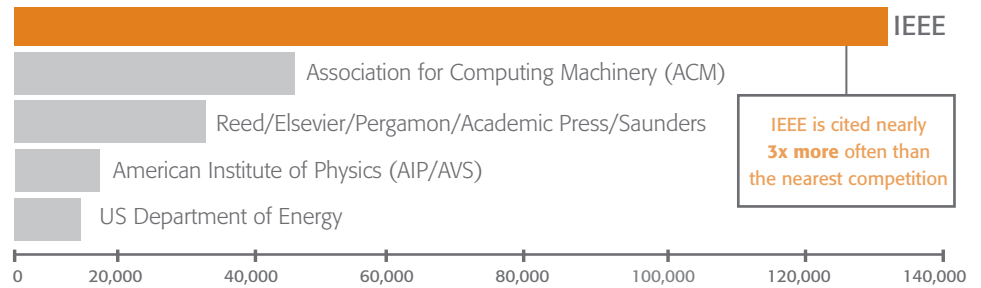 IEEE
Association for Computing Machinery (ACM)
Reed/Elsevier/Pergamon/Academic Press/Saunders
IEEE is cited nearly
3x more often than
the nearest competition
American Institute of Physics (AIP/AVS)
US Department of Energy
0 20,000 40,000 60,000 80,000 100,000 120,000 140,000